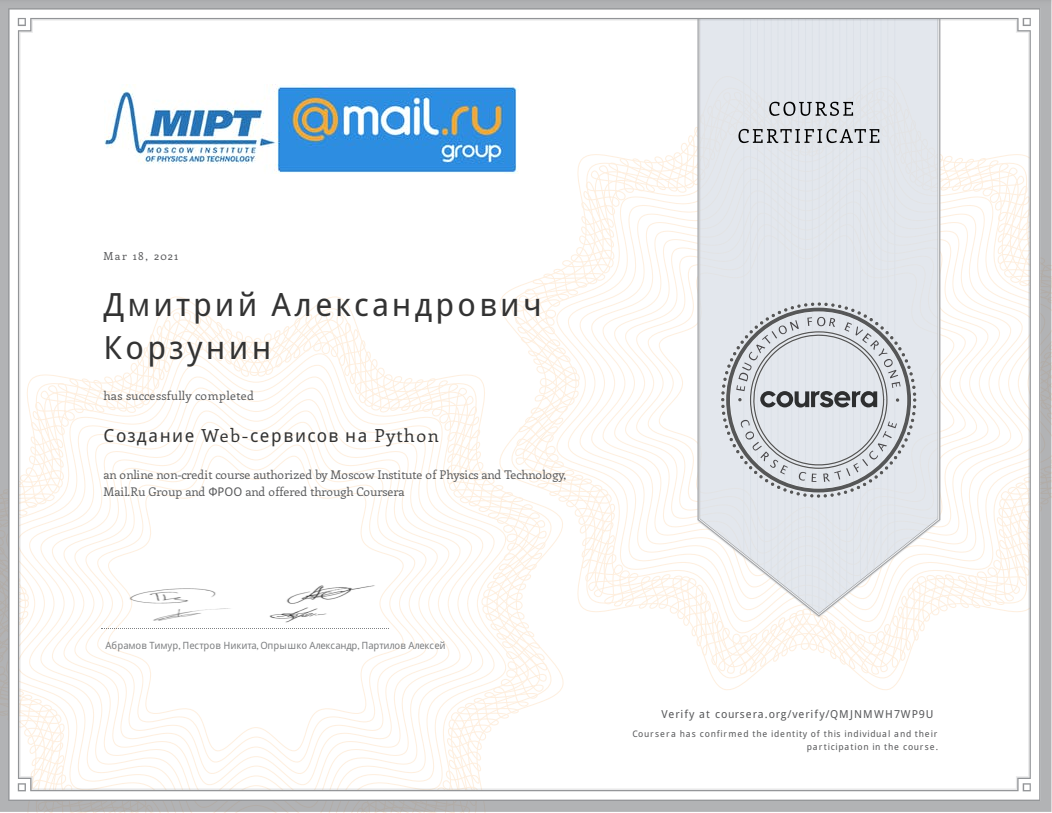 MIPT
MOSCOW INSTITUTE
OF PHYSICS AND TECHNOLOGY
@mail.ru
group
COURSE
CERTIFICATE
Mar 18, 2021
Дмитрий Александрович
Корзунин
has successfully completed
Создание Web-сервисов на Python
an online non-credit course authorized by Moscow Institute of Physics and Technology,
Mail.Ru Group and ФРОО and offered through Coursera
EDUCATION FOR EVERYONE
coursera
COURSE CERTIFICATE
Абрамов Тимур, Пестров Никита, Опрышко Александр, Партилов Алексей
Verify at coursera.org/verify/QMJNMWH7WP9U
Coursera has confirmed the identity of this individual and their
participation in the course.